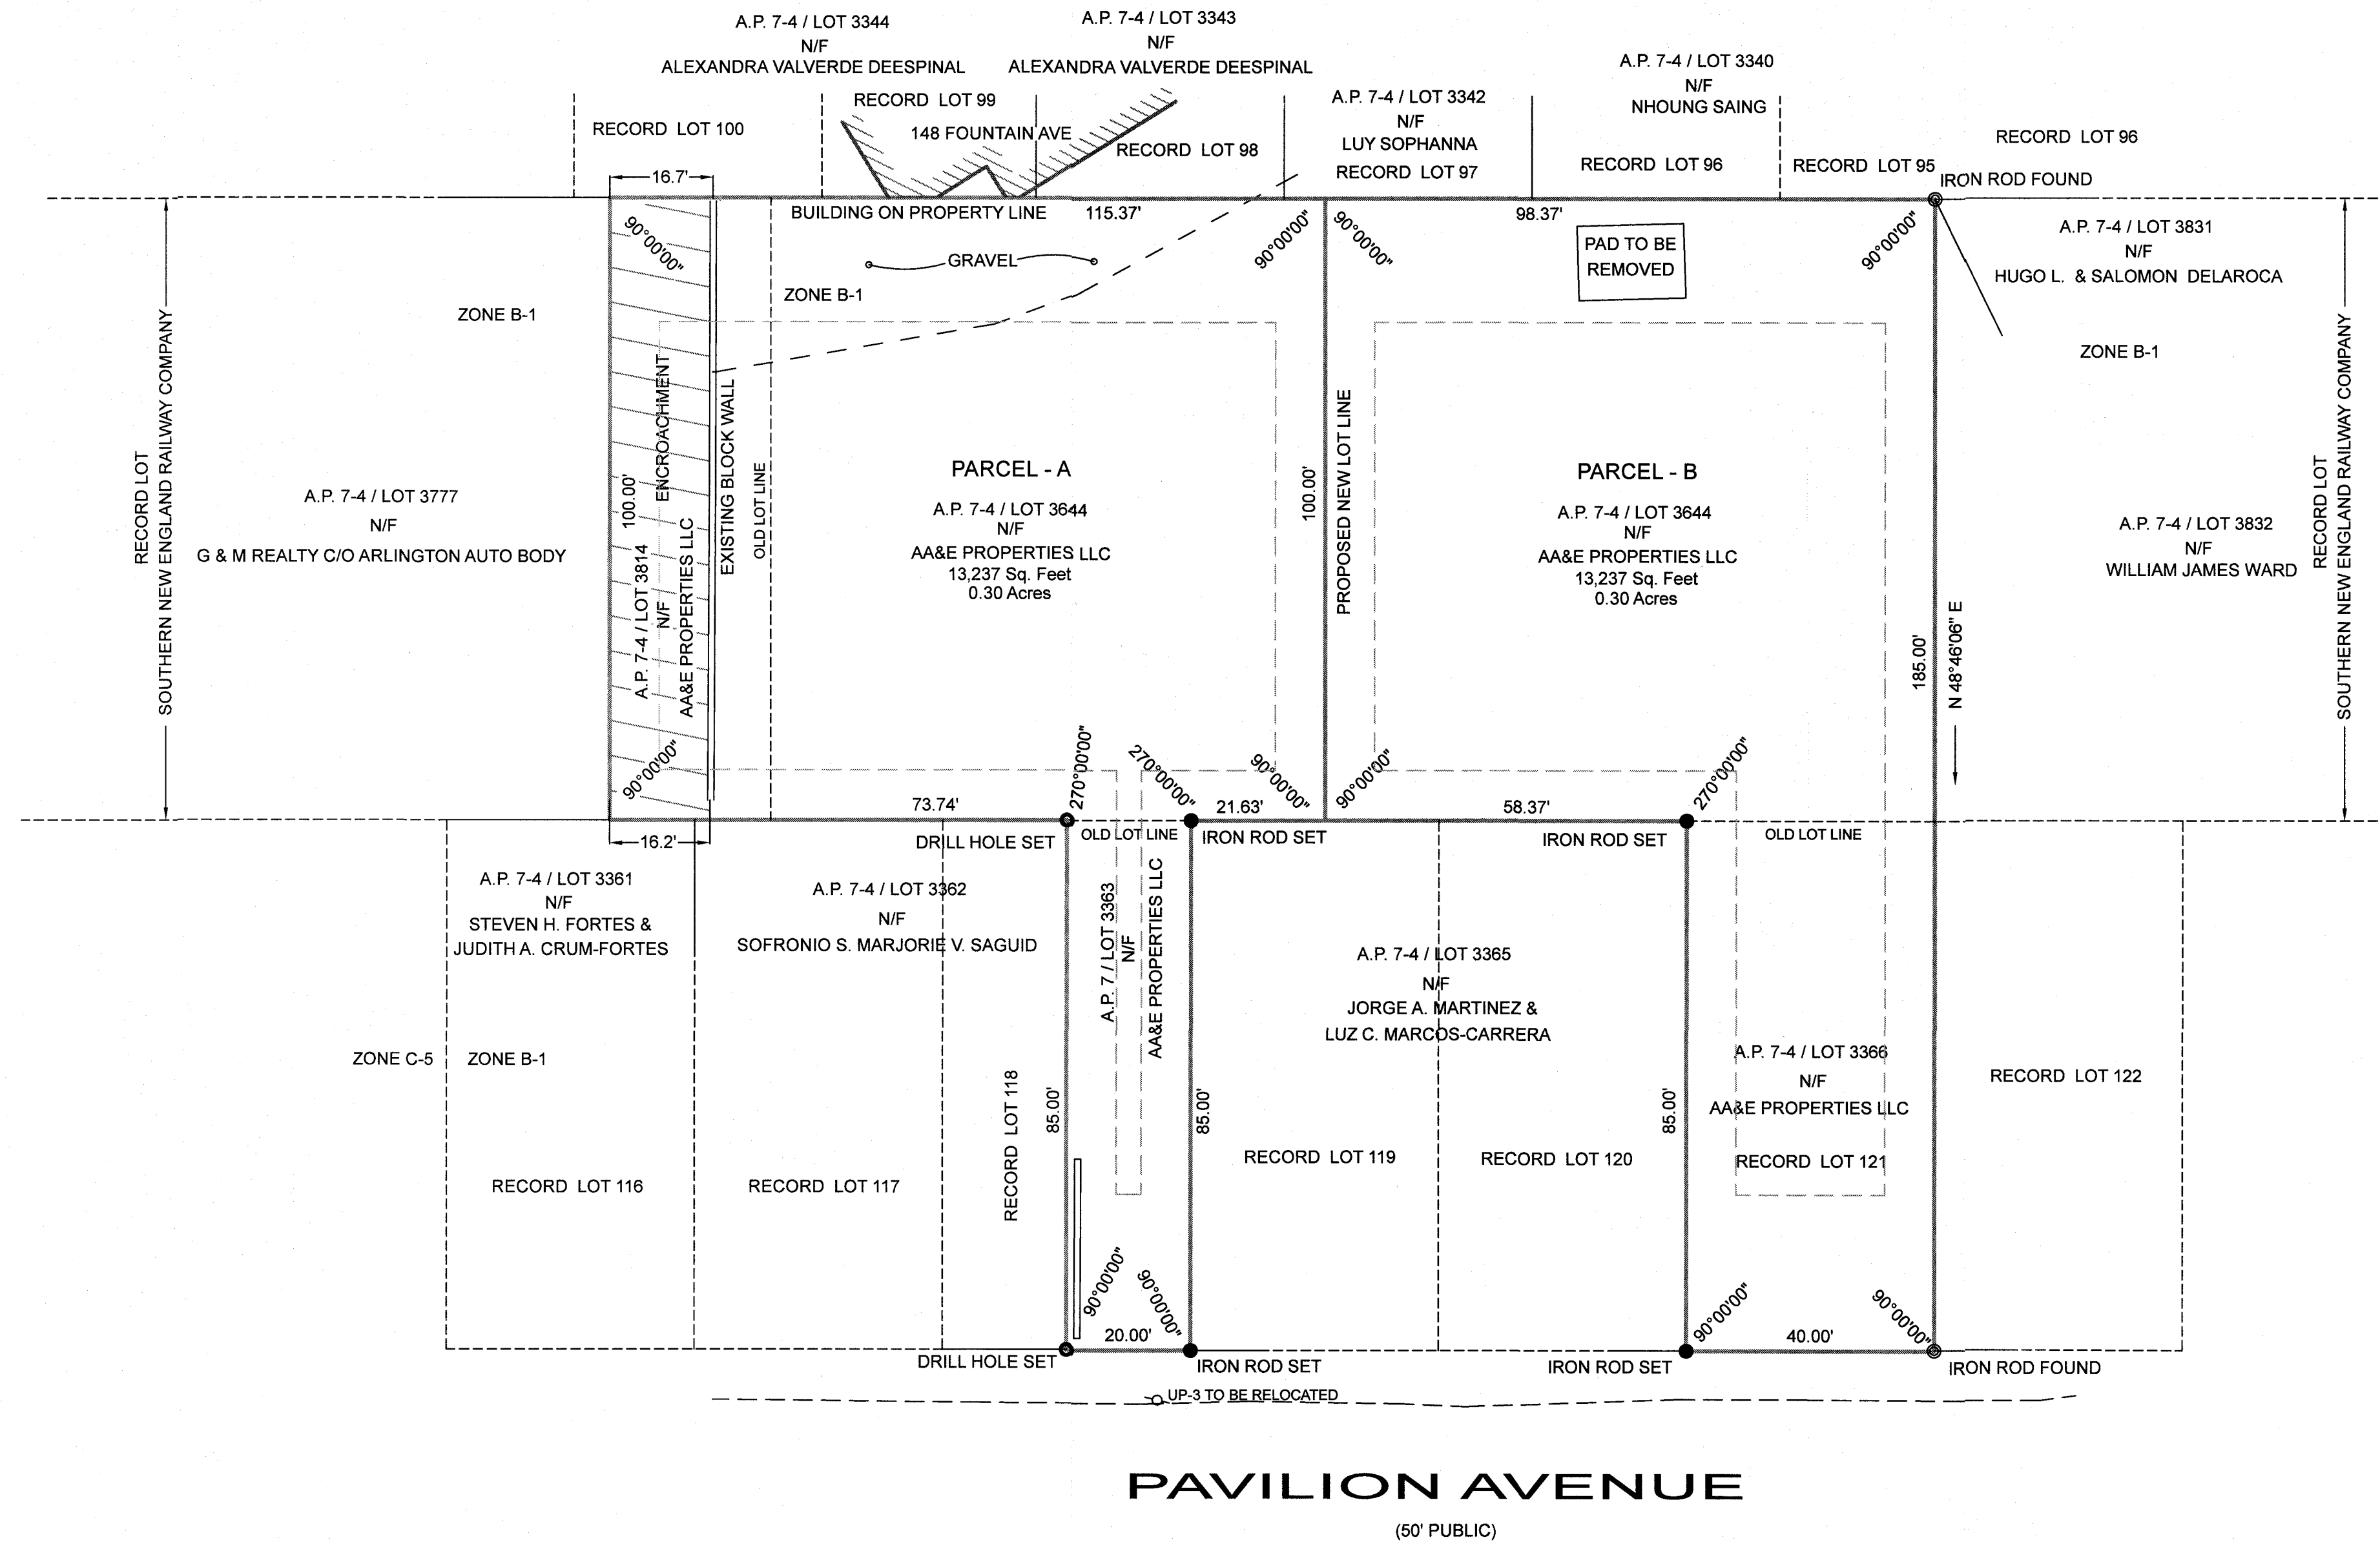 A.P. 7-4 / LOT 3344
N/F
ALEXANDRA VALVERDE DEESPINAL
A.P. 7-4 / LOT 3343
N/F
ALEXANDRA VALVERDE DEESPINAL
A.P. 7-4 / LOT 3342
N/F
LUY SOPHANNA
RECORD LOT 97
A.P. 7-4 / LOT 3340
N/F
NHOUNG SAING
RECORD LOT 100
RECORD LOT 99
148 FOUNTAIN AVE
RECORD LOT 98
RECORD LOT 96
RECORD LOT 95
RECORD LOT 96
IRON ROD FOUND
16.7'
BUILDING ON PROPERTY LINE
115.37'
98.37'
90°00'00"
90°00'00"
90°00'00"
90°00'00"
GRAVEL
PAD TO BE
REMOVED
A.P. 7-4 / LOT 3831
N/F
HUGO L. & SALOMON DELAROCA
ZONE B-1
ZONE B-1
ZONE B-1
RECORD LOT
SOUTHERN NEW ENGLAND RAILWAY COMPANY
A.P. 7-4 / LOT 3777
N/F
G & M REALTY C/O ARLINGTON AUTO BODY
100.00'
ENCROACHMENT
A.P. 7-4 / LOT 3814
N/F
AA&E PROPERTIES LLC
EXISTING BLOCK WALL
OLD LOT LINE
PARCEL - A
A.P. 7-4 / LOT 3644
N/F
AA&E PROPERTIES LLC
13,237 Sq. Feet
0.30 Acres
100.00'
PROPOSED NEW LOT LINE
PARCEL - B
A.P. 7-4 / LOT 3644
N/F
AA&E PROPERTIES LLC
13,237 Sq. Feet
0.30 Acres
185.00'
N 48°46'06" E
A.P. 7-4 / LOT 3832
N/F
WILLIAM JAMES WARD
RECORD LOT
SOUTHERN NEW ENGLAND RAILWAY COMPANY
90°00'00"
270°00'00"
270°00'00"
90°00'00"
90°00'00"
270°00'00"
73.74'
21.63'
58.37'
16.2'
DRILL HOLE SET
OLD LOT LINE
IRON ROD SET
IRON ROD SET
OLD LOT LINE
A.P. 7-4 / LOT 3361
N/F
STEVEN H. FORTES &
JUDITH A. CRUM-FORTES
A.P. 7-4 / LOT 3362
N/F
SOFRONIO S. MARJORIE V. SAGUID
A.P. 7 / LOT 3363
N/F
AA&E PROPERTIES LLC
A.P. 7-4 / LOT 3365
N/F
JORGE A. MARTINEZ &
LUZ C. MARCOS-CARRERA
A.P. 7-4 / LOT 3366
N/F
AA&E PROPERTIES LLC
RECORD LOT 121
ZONE C-5
ZONE B-1
RECORD LOT 122
RECORD LOT 118
85.00'
85.00'
85.00'
RECORD LOT 116
RECORD LOT 117
RECORD LOT 119
RECORD LOT 120
90°00'00"
90°00'00"
90°00'00"
90°00'00"
20.00'
40.00'
DRILL HOLE SET
IRON ROD SET
IRON ROD SET
IRON ROD FOUND
UP-3 TO BE RELOCATED
PAVILION AVENUE
(50' PUBLIC)